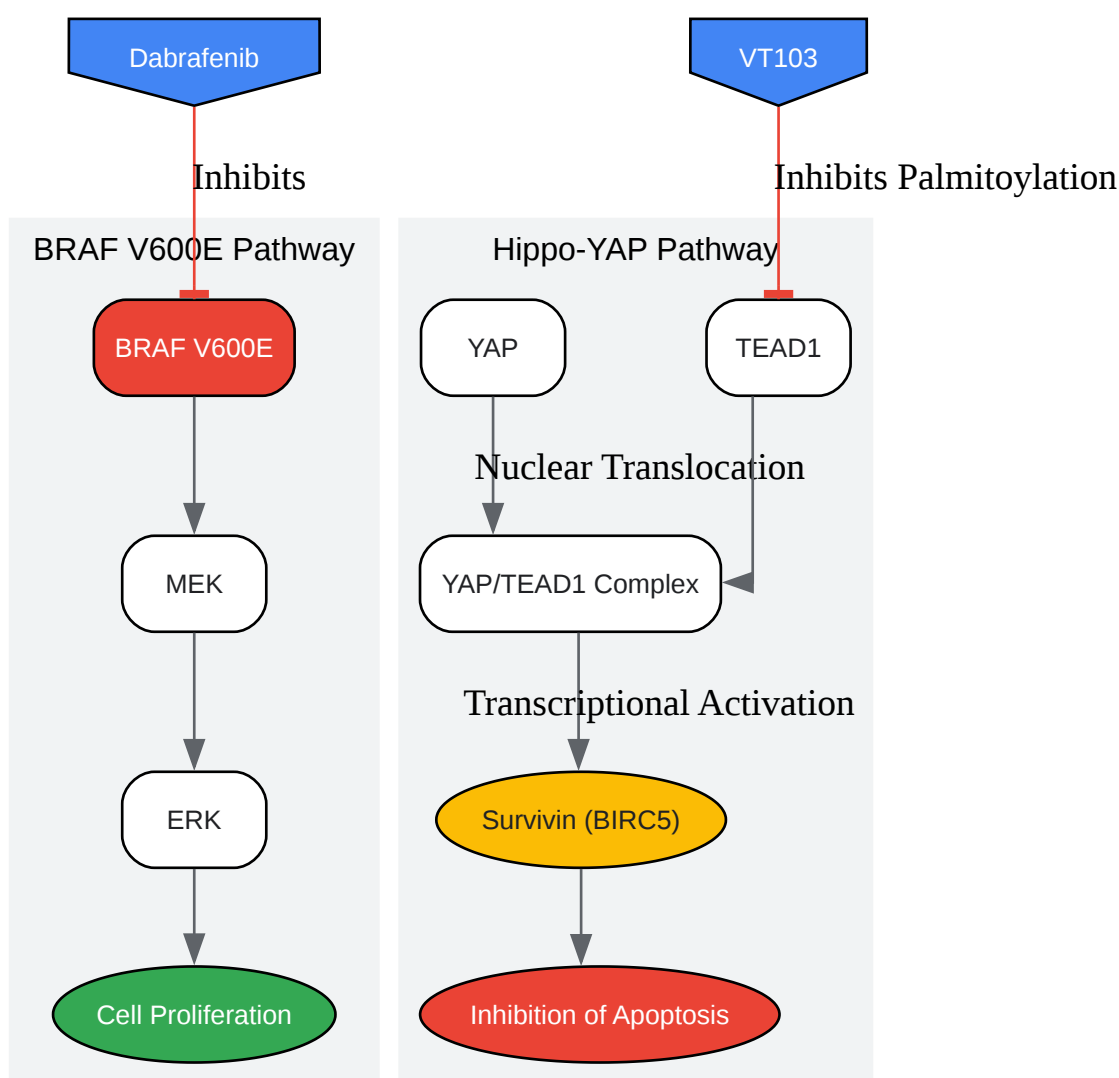 Dabrafenib
VT103
Inhibits
Inhibits Palmitoylation
BRAF V600E Pathway
Hippo-YAP Pathway
BRAF V600E
YAP
TEAD1
Nuclear Translocation
MEK
YAP/TEAD1 Complex
Transcriptional Activation
ERK
Survivin (BIRC5)
Cell Proliferation
Inhibition of Apoptosis